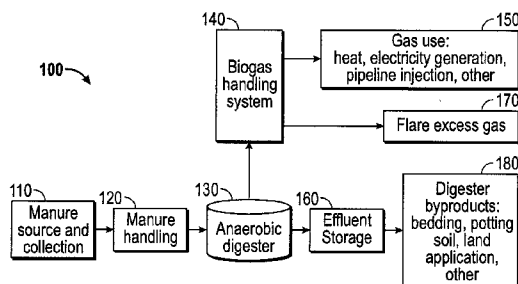 100
140
Biogas
handling
system
150
Gas use:
heat, electricity generation,
pipeline injection, other
170
Flare excess gas
110
Manure
source and
collection
120
Manure
handling
130
Anaerobic
digester
160
Effluent
Storage
180
Digester
byproducts:
bedding, potting
soil, land
application,
other